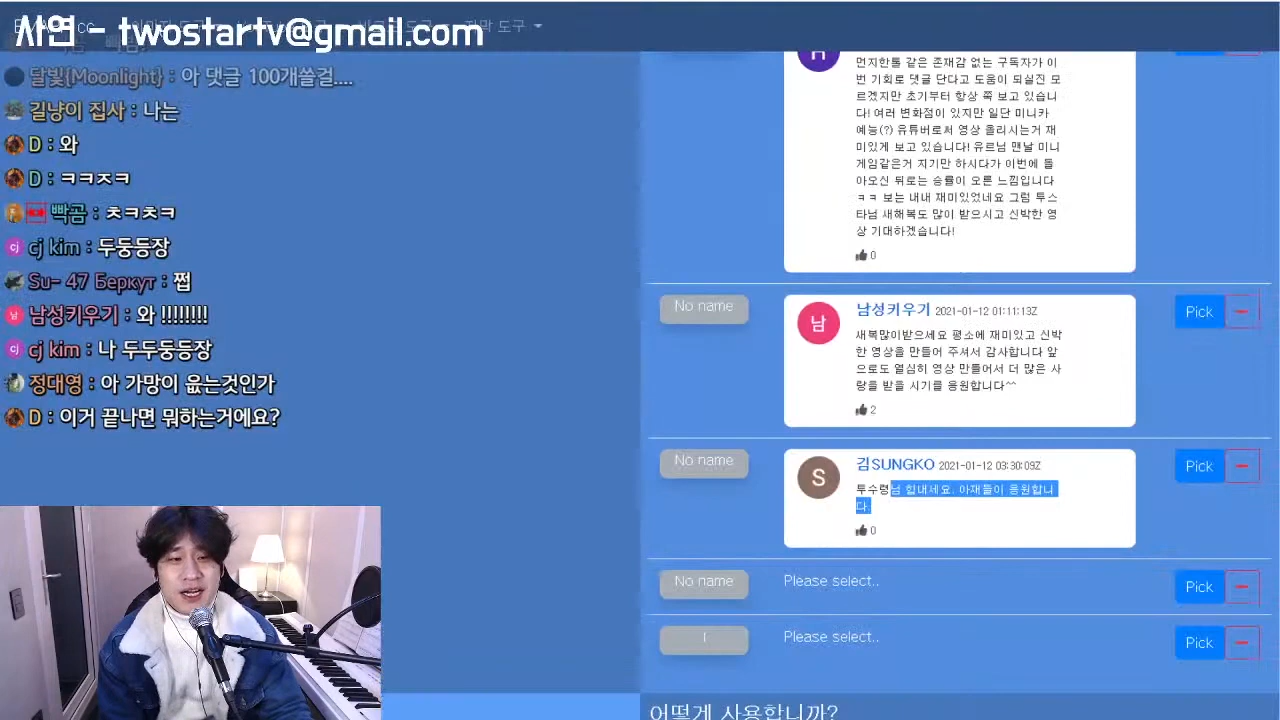 사연 - twostartv@gmail.com
달빛{Moonlight} : 아 댓글 100개쓸걸....
길냥이 집사 : 나는
D : 와
D : ㅋㅋㅈㅋ
빡곰 : ㅊㅋㅊㅋ
cj kim : 두둥등장
Su- 47 Беркут : 쩝
남성키우기 : 와 !!!!!!!!
cj kim : 나 두두둥등장
정대영 : 아 가망이 읎는것인가
D : 이거 끝나면 뭐하는거에요?
먼지한톨 같은 존재감 없는 구독자가 이
번 기회로 댓글 단다고 도움이 되실진 모
르겠지만 초기부터 항상 쭉 보고 있습니
다! 여러 변화점이 있지만 일단 미니카
예능(?) 유튜버로써 영상 올리시는거 재
미있게 보고 있습니다! 유르님 맨날 미니
게임같은거 지기만 하시다가 이번에 돌
아오신 뒤로는 승률이 오른 느낌입니다
ㅋㅋ 보는 내내 재미있었네요 그럼 투스
타님 새해복도 많이 받으시고 신박한 영
상 기대하겠습니다!
0
No name
남
남성키우기 2021-01-12 01:11:13Z
새복많이받으세요 평소에 재미있고 신박
한 영상을 만들어 주셔서 감사합니다 앞
으로도 열심히 영상 만들어서 더 많은 사
랑을 받을 시기를 응원합니다^^
2
Pick
No name
S
김SUNGKO 2021-01-12 03:30:09Z
투수령님 힘내세요. 아재들이 응원합니
다.
0
Pick
No name
Please select..
Pick
Please select..
Pick
어떻게 사용합니까?